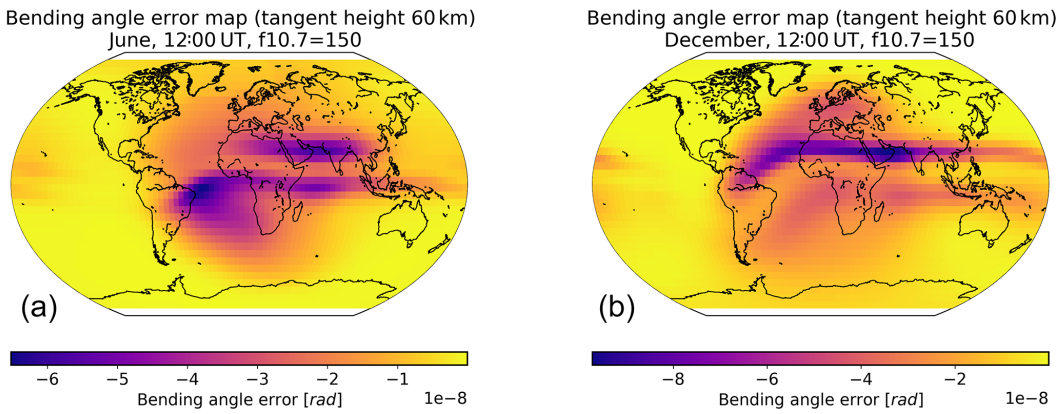 Bending angle error map (tangent height 60 km)
June, 12:00 UT, f10.7=150
(a)
−6 −5 −4 −3 −2 −1
Bending angle error [rad] 1e−8
Bending angle error map (tangent height 60 km)
December, 12:00 UT, f10.7=150
(b)
−8 −6 −4 −2
Bending angle error [rad] 1e−8